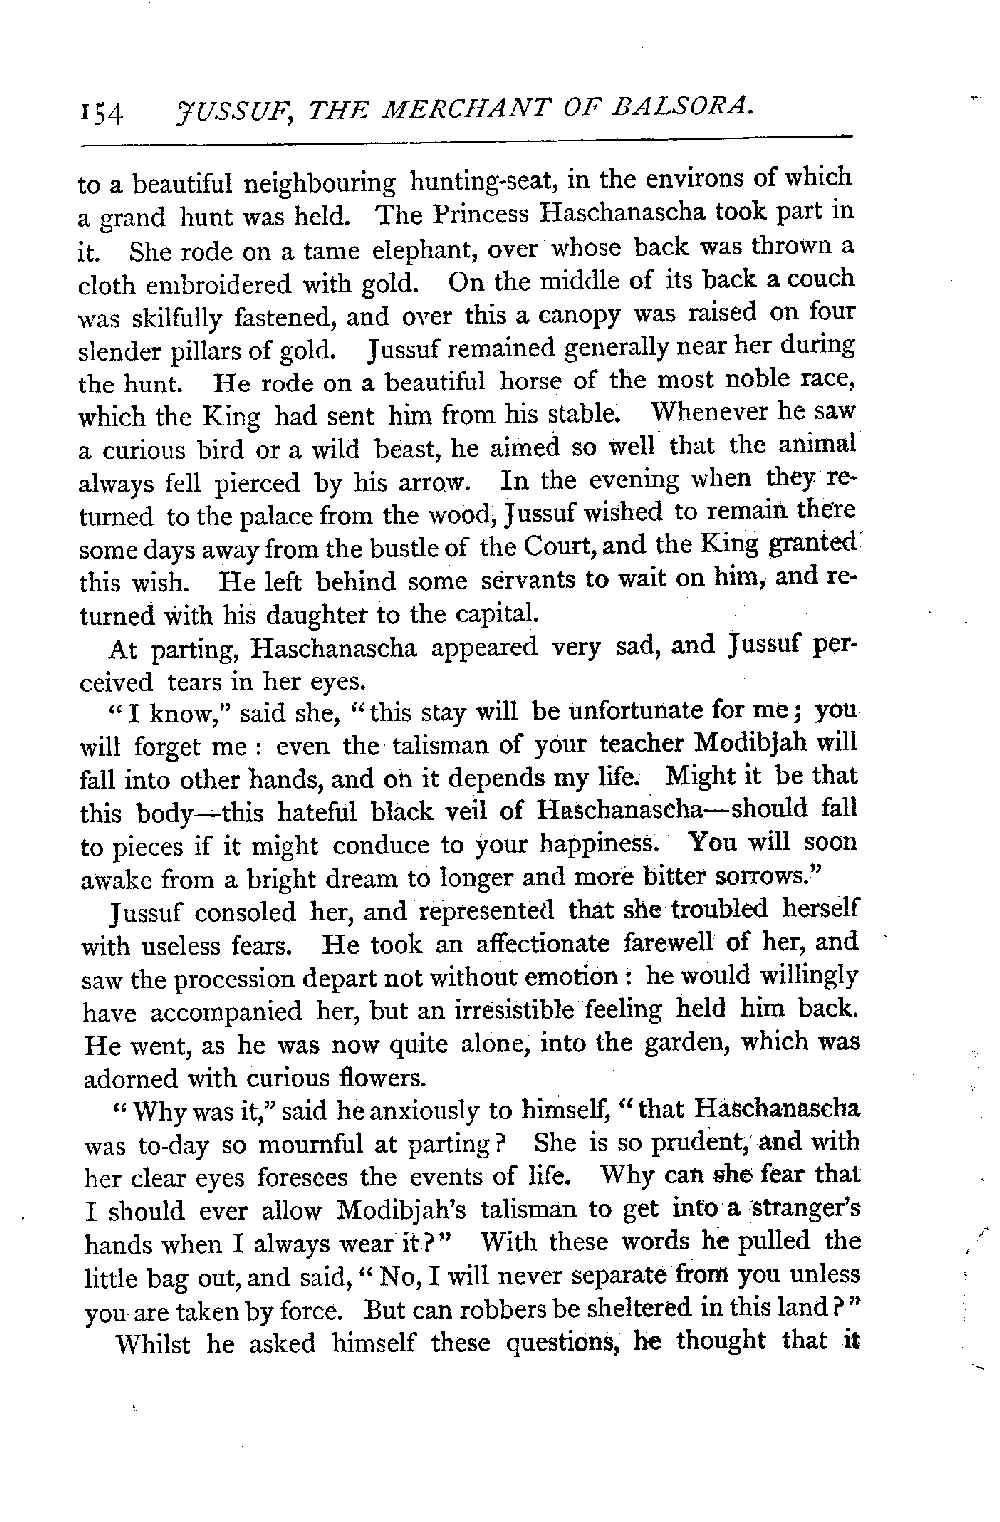 154 JUSSUF, THE MERCHANT OF BALSORA.
to a beautiful neighbouring hunting-seat, in the environs of which
a grand hunt was held. The Princess Haschanascha took part in
it. She rode on a tame elephant, over whose back was thrown a
cloth embroidered with gold. On the middle of its back a couch
was skilfully fastened, and over this a canopy was raised on four
slender pillars of gold. Jussuf remained generally near her during
the hunt. He rode on a beautiful horse of the most noble race,
which the King had sent him from his stable. Whenever he saw
a curious bird or a wild beast, he aimed so well that the animal
always fell pierced by his arrow. In the evening when they re-
turned to the palace from the wood, Jussuf wished to remain there
some days away from the bustle of the Court, and the King granted
this wish. He left behind some servants to wait on him, and re-
turned with his daughter to the capital.
At parting, Haschanascha appeared very sad, and Jussuf per-
ceived tears in her eyes.
“I know,” said she, “this stay will be unfortunate for me; you
will forget me : even the talisman of your teacher Modibjah will
fall into other hands, and on it depends my life. Might it be that
this body—this hateful black veil of Haschanascha—should fall
to pieces if it might conduce to your happiness. You will soon
awake from a bright dream to longer and more bitter sorrows.”
Jussuf consoled her, and represented that she troubled herself
with useless fears. He took an affectionate farewell of her, and
saw the procession depart not without emotion : he would willingly
have accompanied her, but an irresistible feeling held him back.
He went, as he was now quite alone, into the garden, which was
adorned with curious flowers.
“Why was it,” said he anxiously to himself, “that Haschanascha
was to-day so mournful at parting? She is so prudent, and with
her clear eyes foresees the events of life. Why can she fear that
I should ever allow Modibjah's talisman to get into a stranger's
hands when I always wear it?” With these words he pulled the
little bag out, and said, “No, I will never separate from you unless
you are taken by force. But can robbers be sheltered in this land?”
Whilst he asked himself these questions, he thought that it